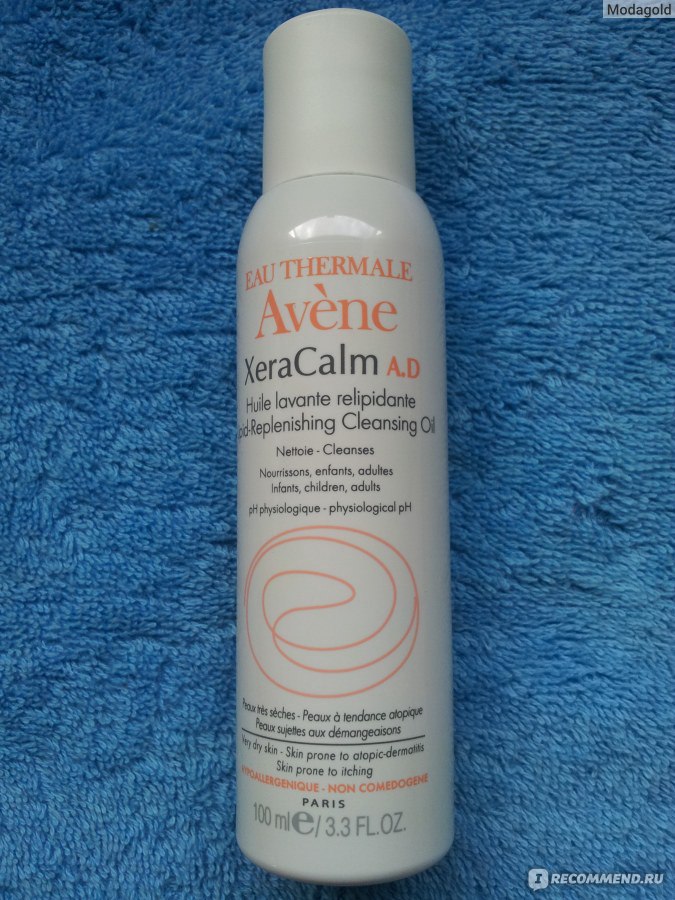 Modagold
EAU THERMALE
Avène
XeraCalm A.D
Huile lavante relipidante
-Replenishing Cleansing Oil
Nettoie - Cleanses
Nourrissons, enfants, adultes
Infants, children, adults
pH physiologique - physiological pH
Peaux très sèches - Peaux à tendance atopique
Peaux sujettes aux démangeaisons
Very dry skin - Skin prone to atopic-dermatitis
Skin prone to itching
HYPOALLERGENIQUE - NON COMEDOGENE
PARIS
100 ml e / 3.3 FL.OZ.
IRECOMMEND.RU